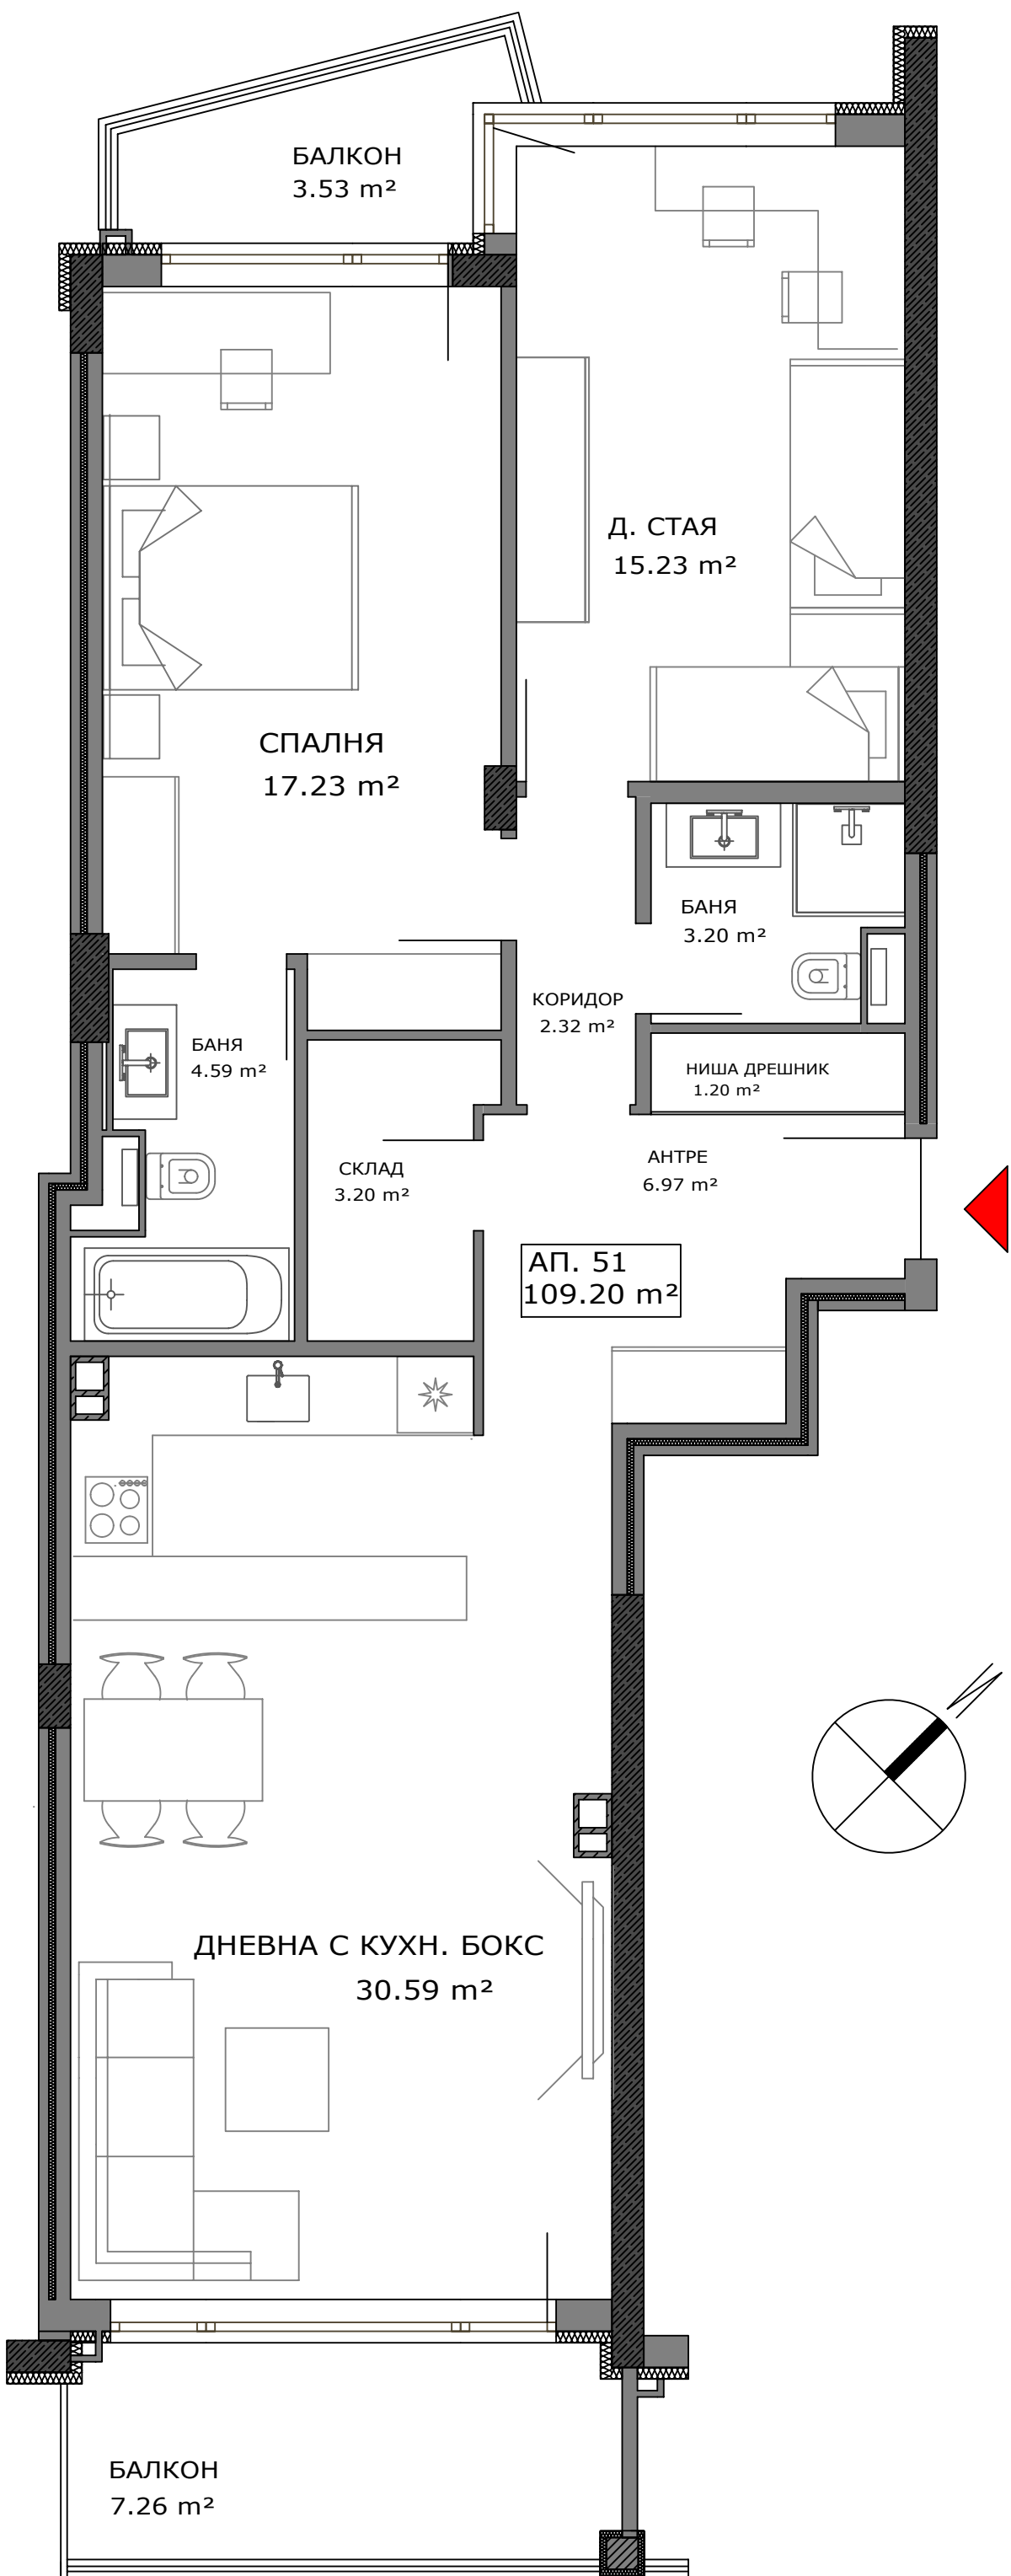 БАЛКОН
3.53 m²
Д. СТАЯ
15.23 m²
СПАЛНЯ
17.23 m²
БАНЯ
3.20 m²
КОРИДОР
2.32 m²
БАНЯ
4.59 m²
НИША ДРЕШНИК
1.20 m²
СКЛАД
3.20 m²
АНТРЕ
6.97 m²
АП. 51
109.20 m²
ДНЕВНА С КУХН. БОКС
30.59 m²
БАЛКОН
7.26 m²